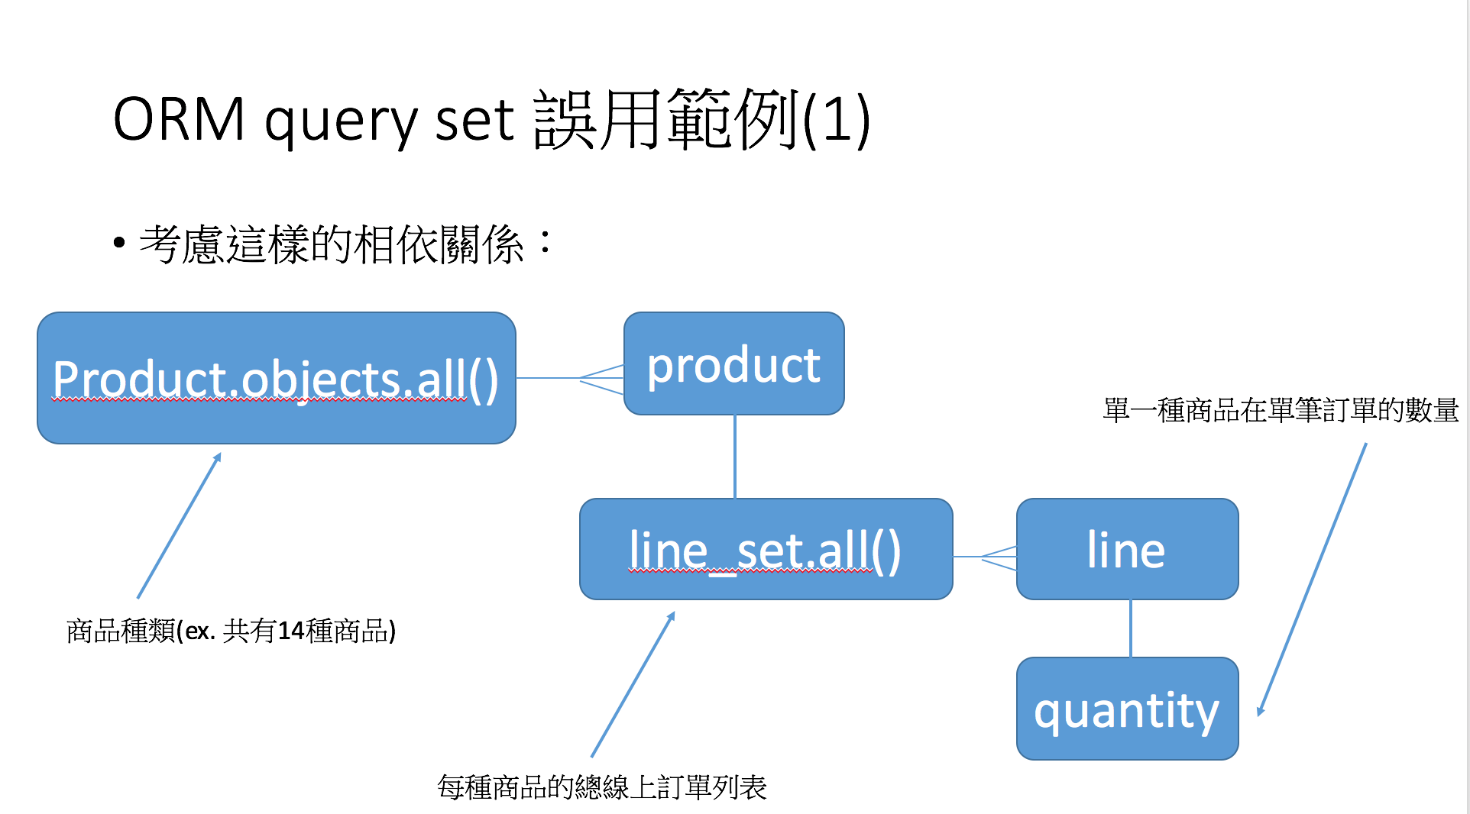 ORM query set 誤用範例(1)
• 考慮這樣的相依關係：
Product.objects.all()
product
單一種商品在單筆訂單的數量
line_set.all()
line
商品種類(ex. 共有14種商品)
quantity
每種商品的總線上訂單列表